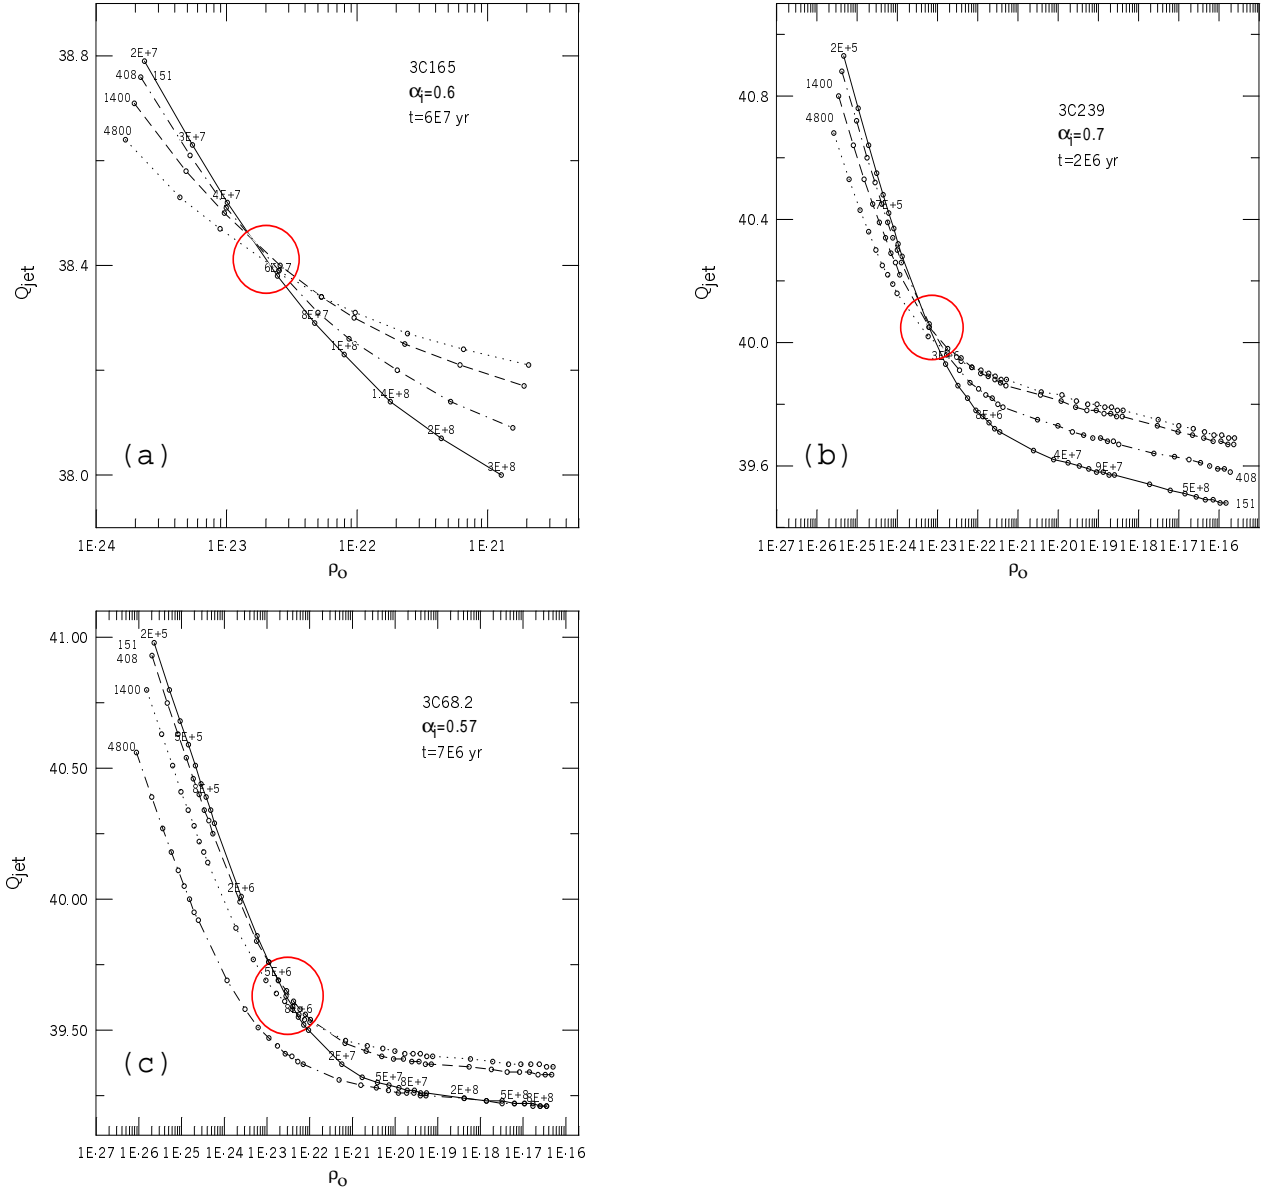 38.8
38.4
38.0
Q_jet
2E+7
408
151
1400
4800
3E+7
4E+7
8E+7
1E+8
1.4E+8
2E+8
3E+8
3C165
α_i=0.6
t=6E7 yr
(a)
1E-24
1E-23
1E-22
1E-21
ρ_o
40.8
40.4
40.0
39.6
Q_jet
2E+5
1400
4800
7E+5
8E+6
4E+7
9E+7
5E+8
408
151
3C239
α_i=0.7
t=2E6 yr
(b)
1E-27
1E-26
1E-25
1E-24
1E-23
1E-22
1E-21
1E-20
1E-19
1E-18
1E-17
1E-16
ρ_o
41.00
40.50
40.00
39.50
Q_jet
2E+5
151
408
1400
4800
8E+5
2E+6
5E+6
8E+6
2E+7
5E+7
8E+7
2E+8
5E+8
8E+8
3C68.2
α_i=0.57
t=7E6 yr
(c)
1E-27
1E-26
1E-25
1E-24
1E-23
1E-22
1E-21
1E-20
1E-19
1E-18
1E-17
1E-16
ρ_o